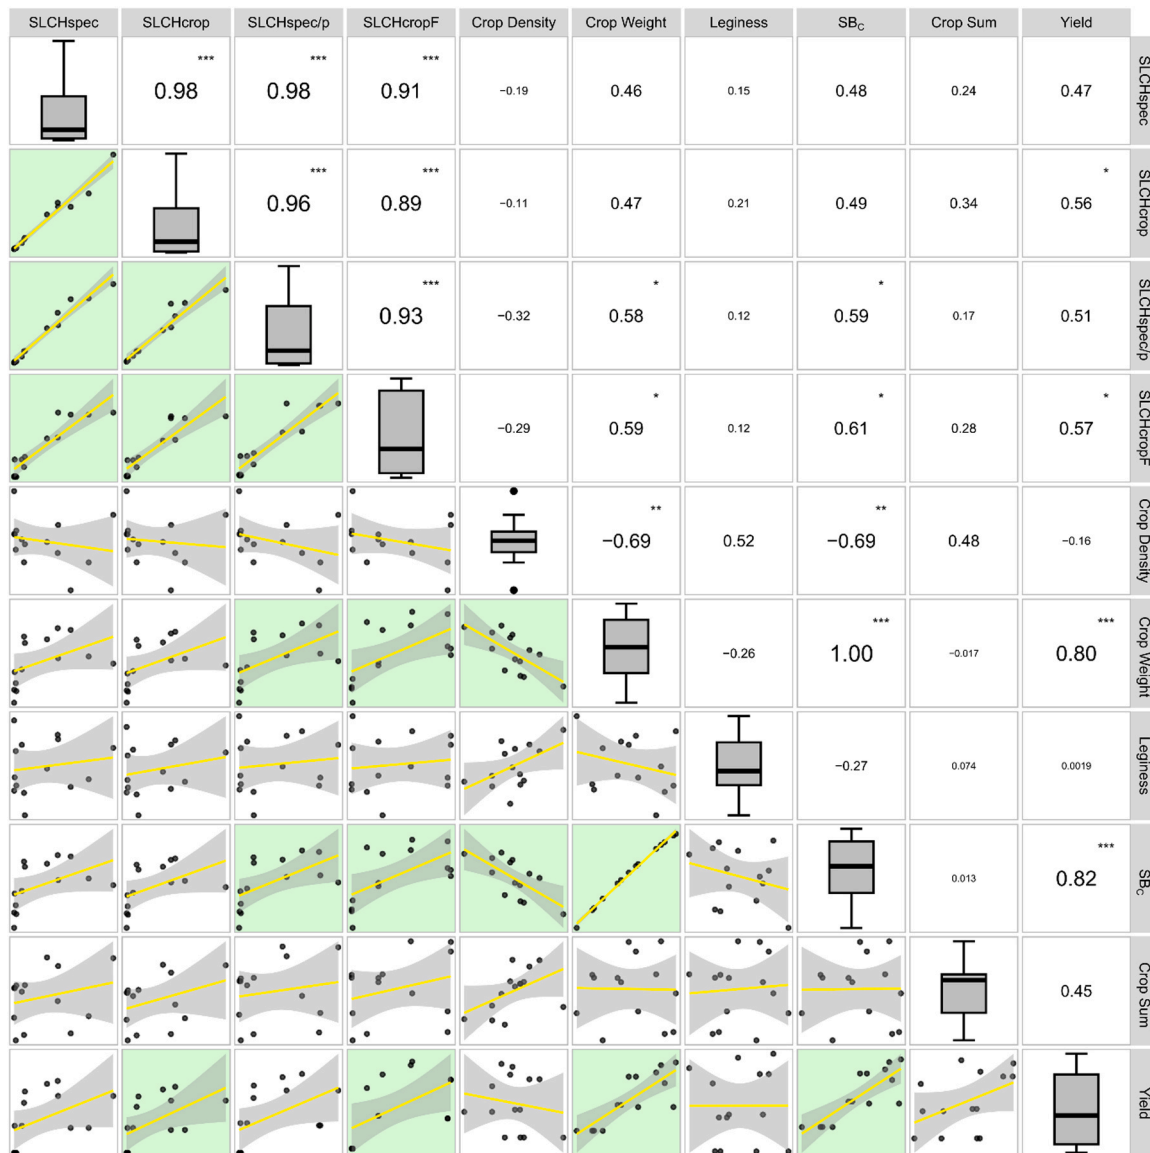 SLCHspec SLCHcrop SLCHspec/p SLCHcropF Crop Density Crop Weight Leginess SBC Crop Sum Yield
*** *** ***
0.98 0.98 0.91 −0.19 0.46 0.15 0.48 0.24 0.47 SLCHspec
*** *** *
0.96 0.89 −0.11 0.47 0.21 0.49 0.34 0.56 SLCHcrop
*** * *
0.93 −0.32 0.58 0.12 0.59 0.17 0.51 SLCHspec/p
* * *
−0.29 0.59 0.12 0.61 0.28 0.57 SLCHcropF
** **
−0.69 0.52 −0.69 0.48 −0.16 Crop Density
*** ***
−0.26 1.00 −0.017 0.80 Crop Weight
−0.27 0.074 0.0019 Leginess
***
0.013 0.82 SBC
0.45 Crop Sum
Yield